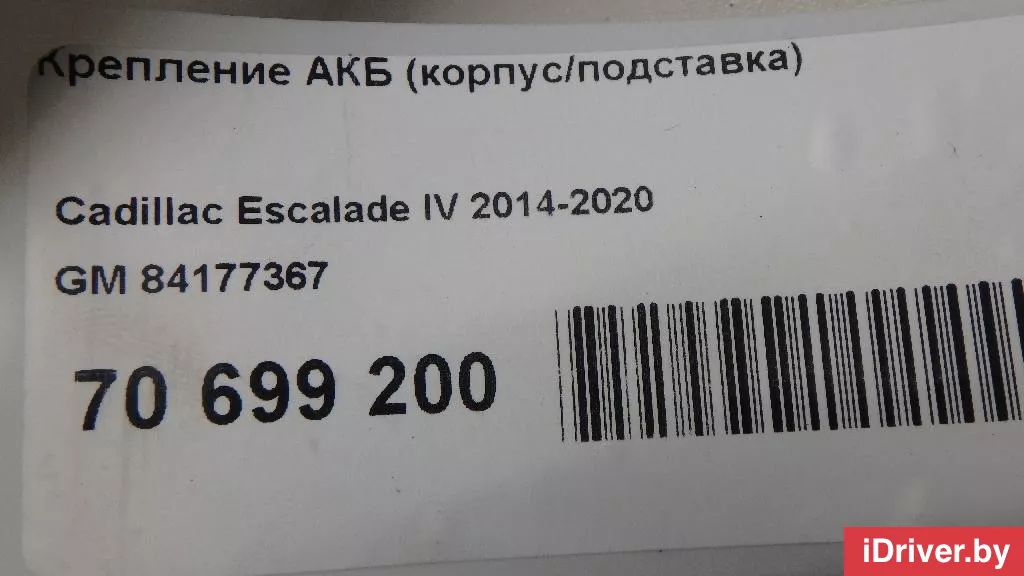 Крепление АКБ (корпус/подставка)
Cadillac Escalade IV 2014-2020
GM 84177367
70 699 200
iDriver.by